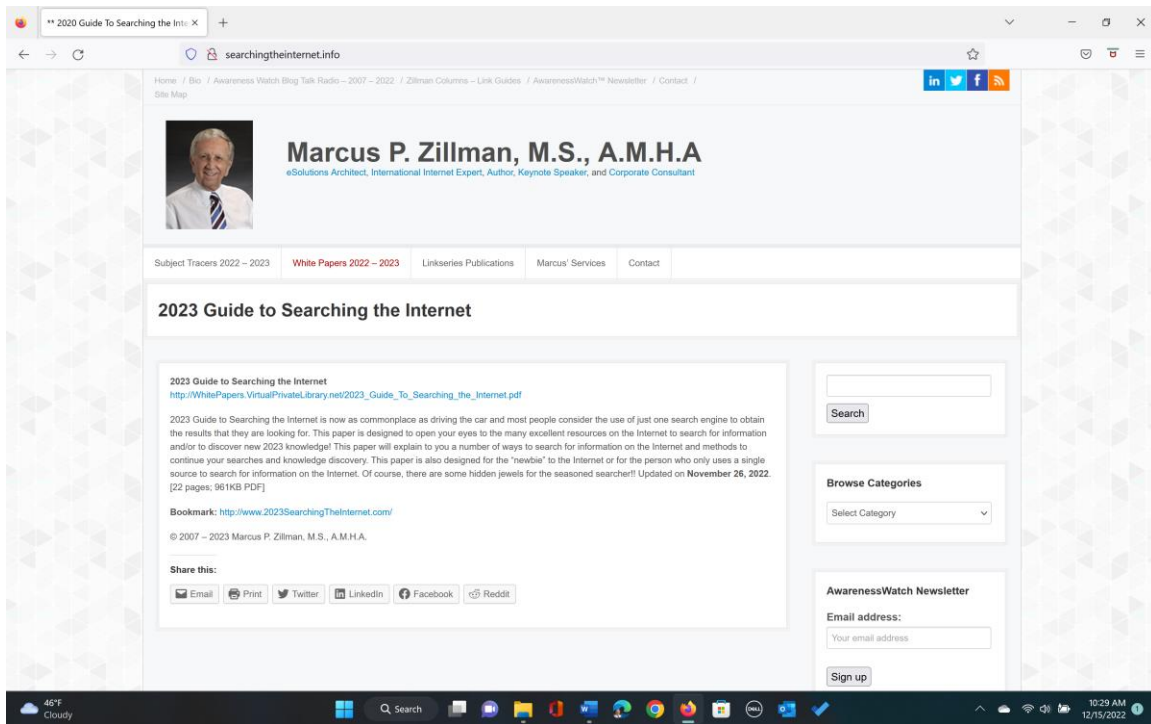 ** 2020 Guide To Searching the Inte
searchingtheinternet.info
Home / Bio / Awareness Watch Blog Talk Radio – 2007 – 2022 / Zillman Columns – Link Guides / AwarenessWatch™ Newsletter / Contact /
Site Map
Marcus P. Zillman, M.S., A.M.H.A
eSolutions Architect, International Internet Expert, Author, Keynote Speaker, and Corporate Consultant
Subject Tracers 2022 – 2023 White Papers 2022 – 2023 Linkseries Publications Marcus' Services Contact
2023 Guide to Searching the Internet
2023 Guide to Searching the Internet
http://WhitePapers.VirtualPrivateLibrary.net/2023_Guide_To_Searching_the_Internet.pdf
2023 Guide to Searching the Internet is now as commonplace as driving the car and most people consider the use of just one search engine to obtain
the results that they are looking for. This paper is designed to open your eyes to the many excellent resources on the Internet to search for information
and/or to discover new 2023 knowledge! This paper will explain to you a number of ways to search for information on the Internet and methods to
continue your searches and knowledge discovery. This paper is also designed for the "newbie" to the Internet or for the person who only uses a single
source to search for information on the Internet. Of course, there are some hidden jewels for the seasoned searcher!! Updated on November 26, 2022.
[22 pages; 961KB PDF]
Bookmark: http://www.2023SearchingTheInternet.com/
© 2007 – 2023 Marcus P. Zillman, M.S., A.M.H.A.
Share this:
Email Print Twitter LinkedIn Facebook Reddit
Search
Browse Categories
Select Category
AwarenessWatch Newsletter
Email address:
Your email address
Sign up
46°F
Cloudy
Search
DELL
10:29 AM
12/15/2022
1